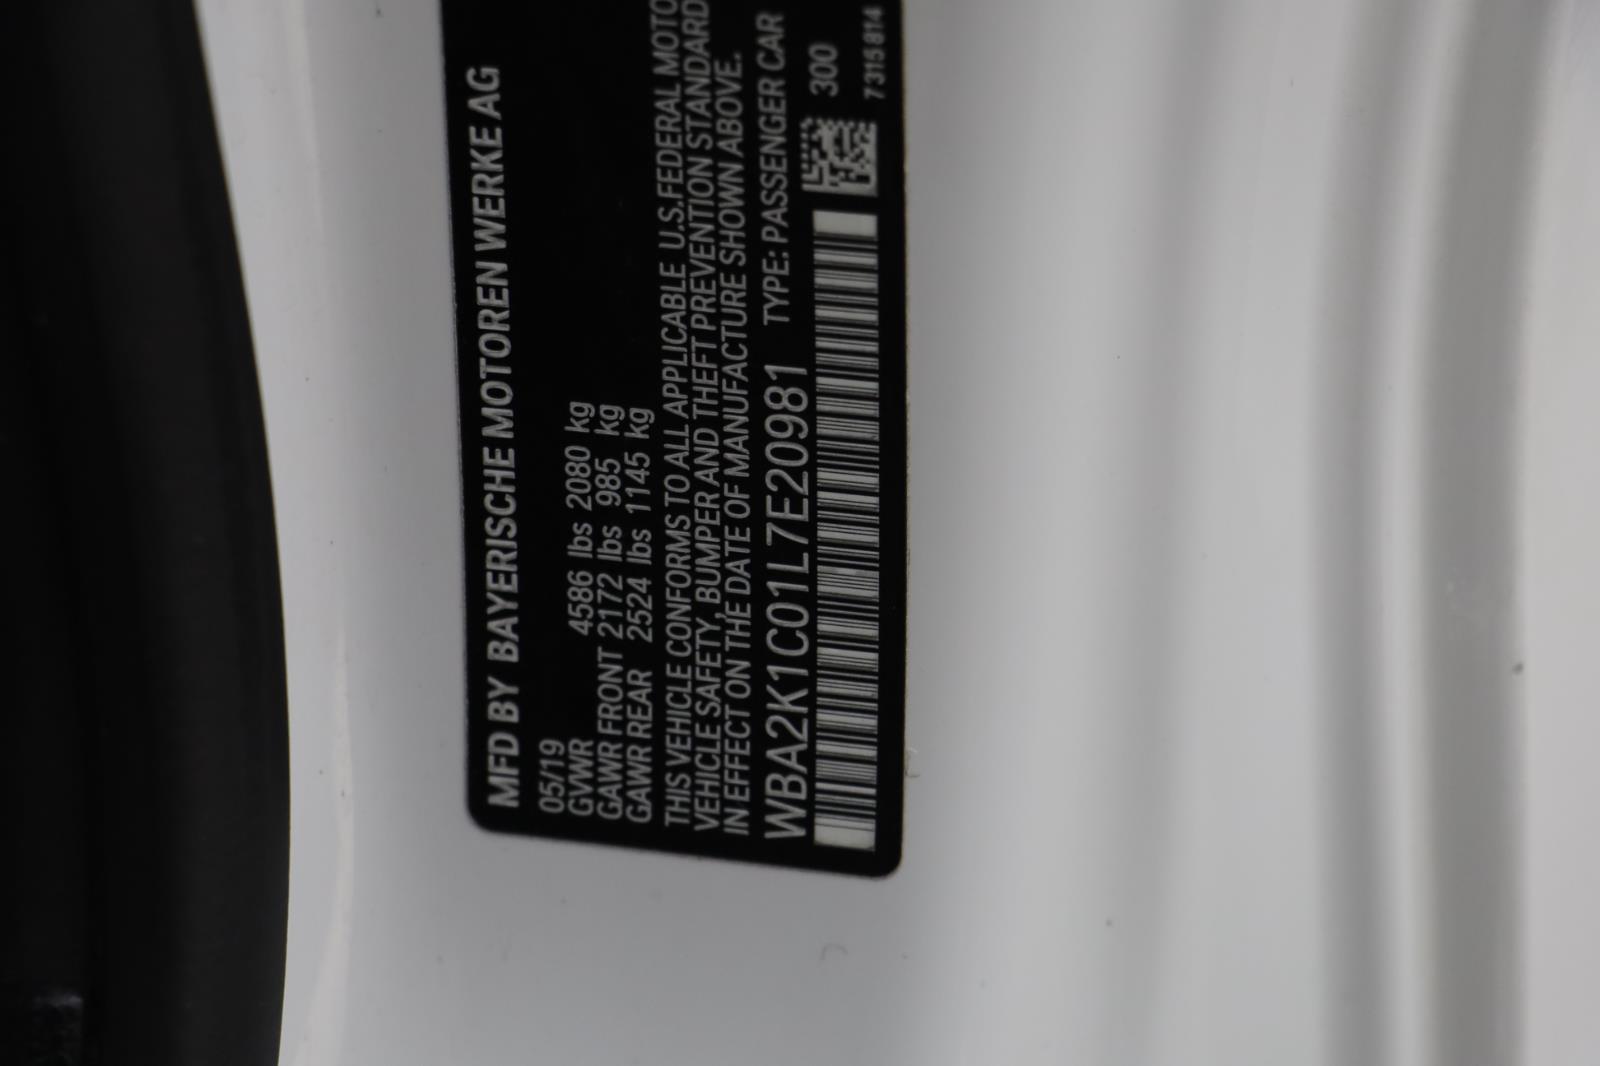 MFD BY BAYERISCHE MOTOREN WERKE AG
05/19
GVWR 4586 lbs 2080 kg
GAWR FRONT 2172 lbs 985 kg
GAWR REAR 2524 lbs 1145 kg
THIS VEHICLE CONFORMS TO ALL APPLICABLE U.S.FEDERAL MOTO
VEHICLE SAFETY, BUMPER AND THEFT PREVENTION STANDARD
IN EFFECT ON THE DATE OF MANUFACTURE SHOWN ABOVE.
WBA2K1C01L7E20981 TYPE: PASSENGER CAR
300
7 315 814